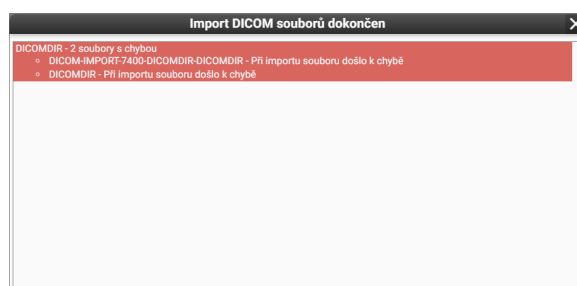 Import DICOM souborů dokončen
DICOMDIR - 2 soubory s chybou
DICOM-IMPORT-7400-DICOMDIR-DICOMDIR - Při importu souboru došlo k chybě
DICOMDIR - Při importu souboru došlo k chybě